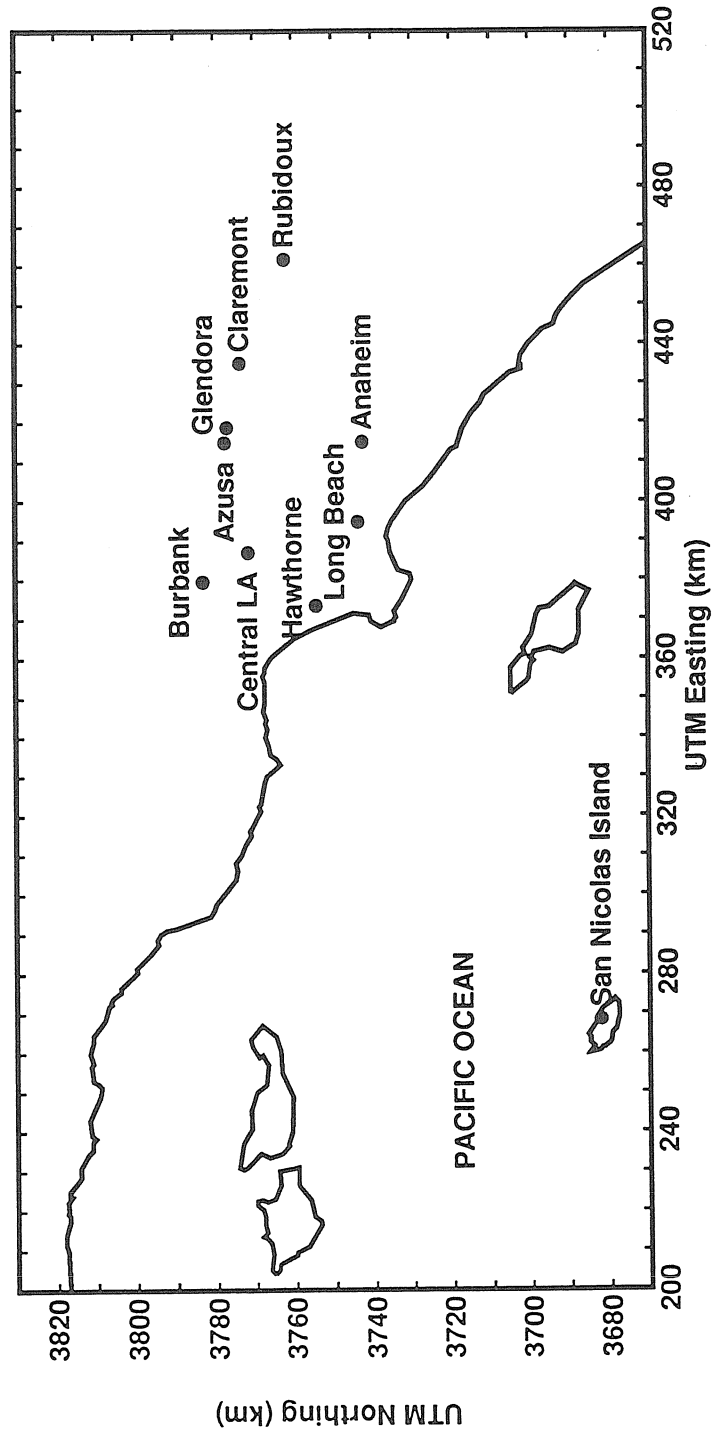 UTM Northing (km)
3820
3800
3780
3760
3740
3720
3700
3680
Burbank
Glendora
Azusa
Claremont
Central LA
Rubidoux
Hawthorne
Long Beach
Anaheim
PACIFIC OCEAN
San Nicolas Island
200
240
280
320
360
400
440
480
520
UTM Easting (km)